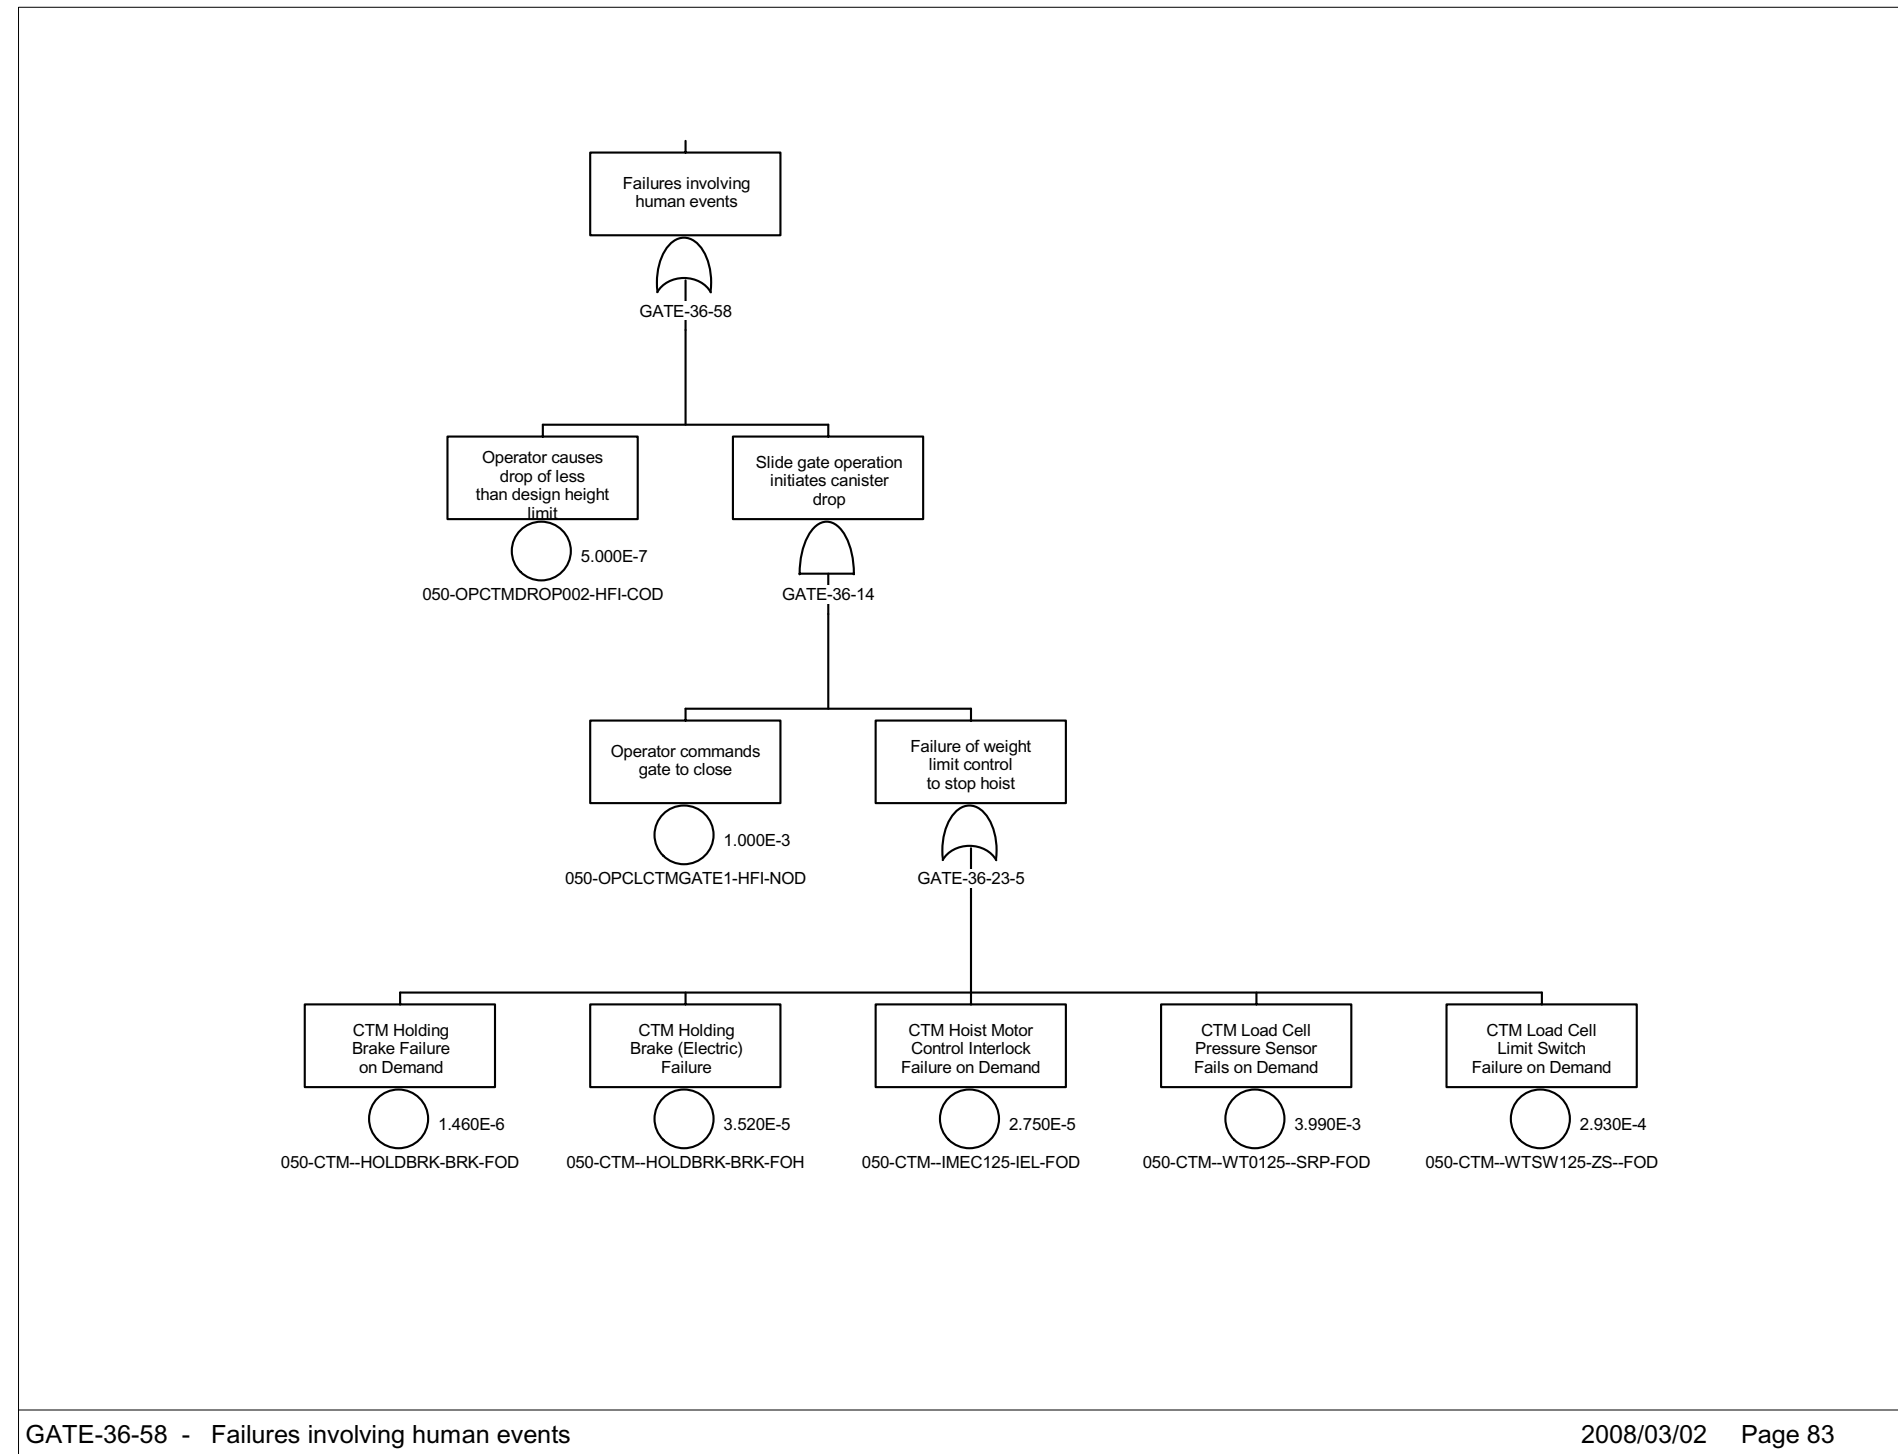 Failures involving
human events
GATE-36-58
Operator causes
drop of less
than design height
limit
5.000E-7
050-OPCTMDROP002-HFI-COD
Slide gate operation
initiates canister
drop
GATE-36-14
Operator commands
gate to close
1.000E-3
050-OPCLCTMGATE1-HFI-NOD
Failure of weight
limit control
to stop hoist
GATE-36-23-5
CTM Holding
Brake Failure
on Demand
1.460E-6
050-CTM--HOLDBRK-BRK-FOD
CTM Holding
Brake (Electric)
Failure
3.520E-5
050-CTM--HOLDBRK-BRK-FOH
CTM Hoist Motor
Control Interlock
Failure on Demand
2.750E-5
050-CTM--IMEC125-IEL-FOD
CTM Load Cell
Pressure Sensor
Fails on Demand
3.990E-3
050-CTM--WT0125--SRP-FOD
CTM Load Cell
Limit Switch
Failure on Demand
2.930E-4
050-CTM--WTSW125-ZS--FOD
GATE-36-58 - Failures involving human events
2008/03/02 Page 83